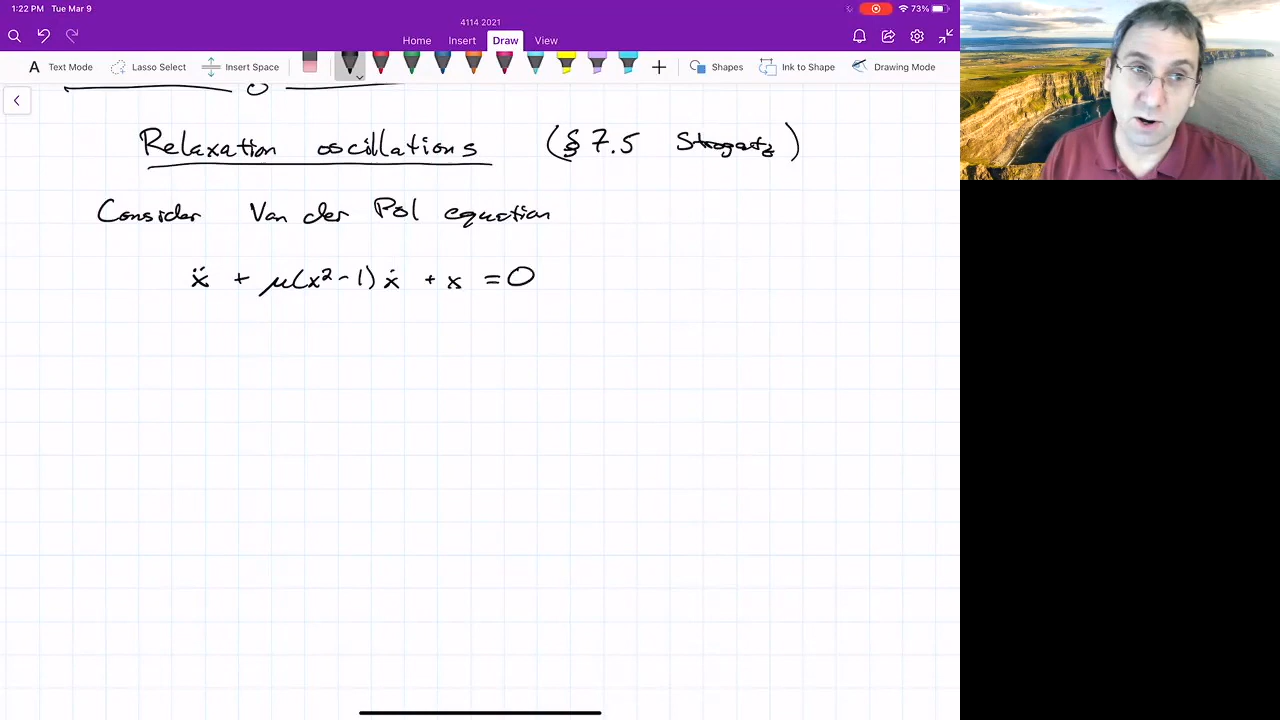 1:22 PM Tue Mar 9 73%
4114 2021
Home Insert Draw View
A Text Mode Lasso Select Insert Space Shapes Ink to Shape Drawing Mode
Relaxation oscillations (§ 7.5 Strogatz)
Consider Van der Pol equation
ẍ + μ(x² - 1) ẋ + x = 0